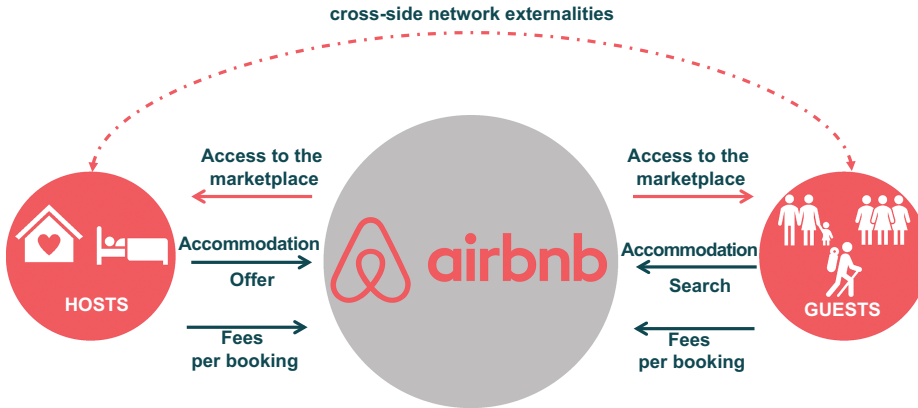 cross-side network externalities
Access to the
marketplace
Access to the
marketplace
Accommodation
Offer
airbnb
Accommodation
Search
HOSTS
GUESTS
Fees
per booking
Fees
per booking